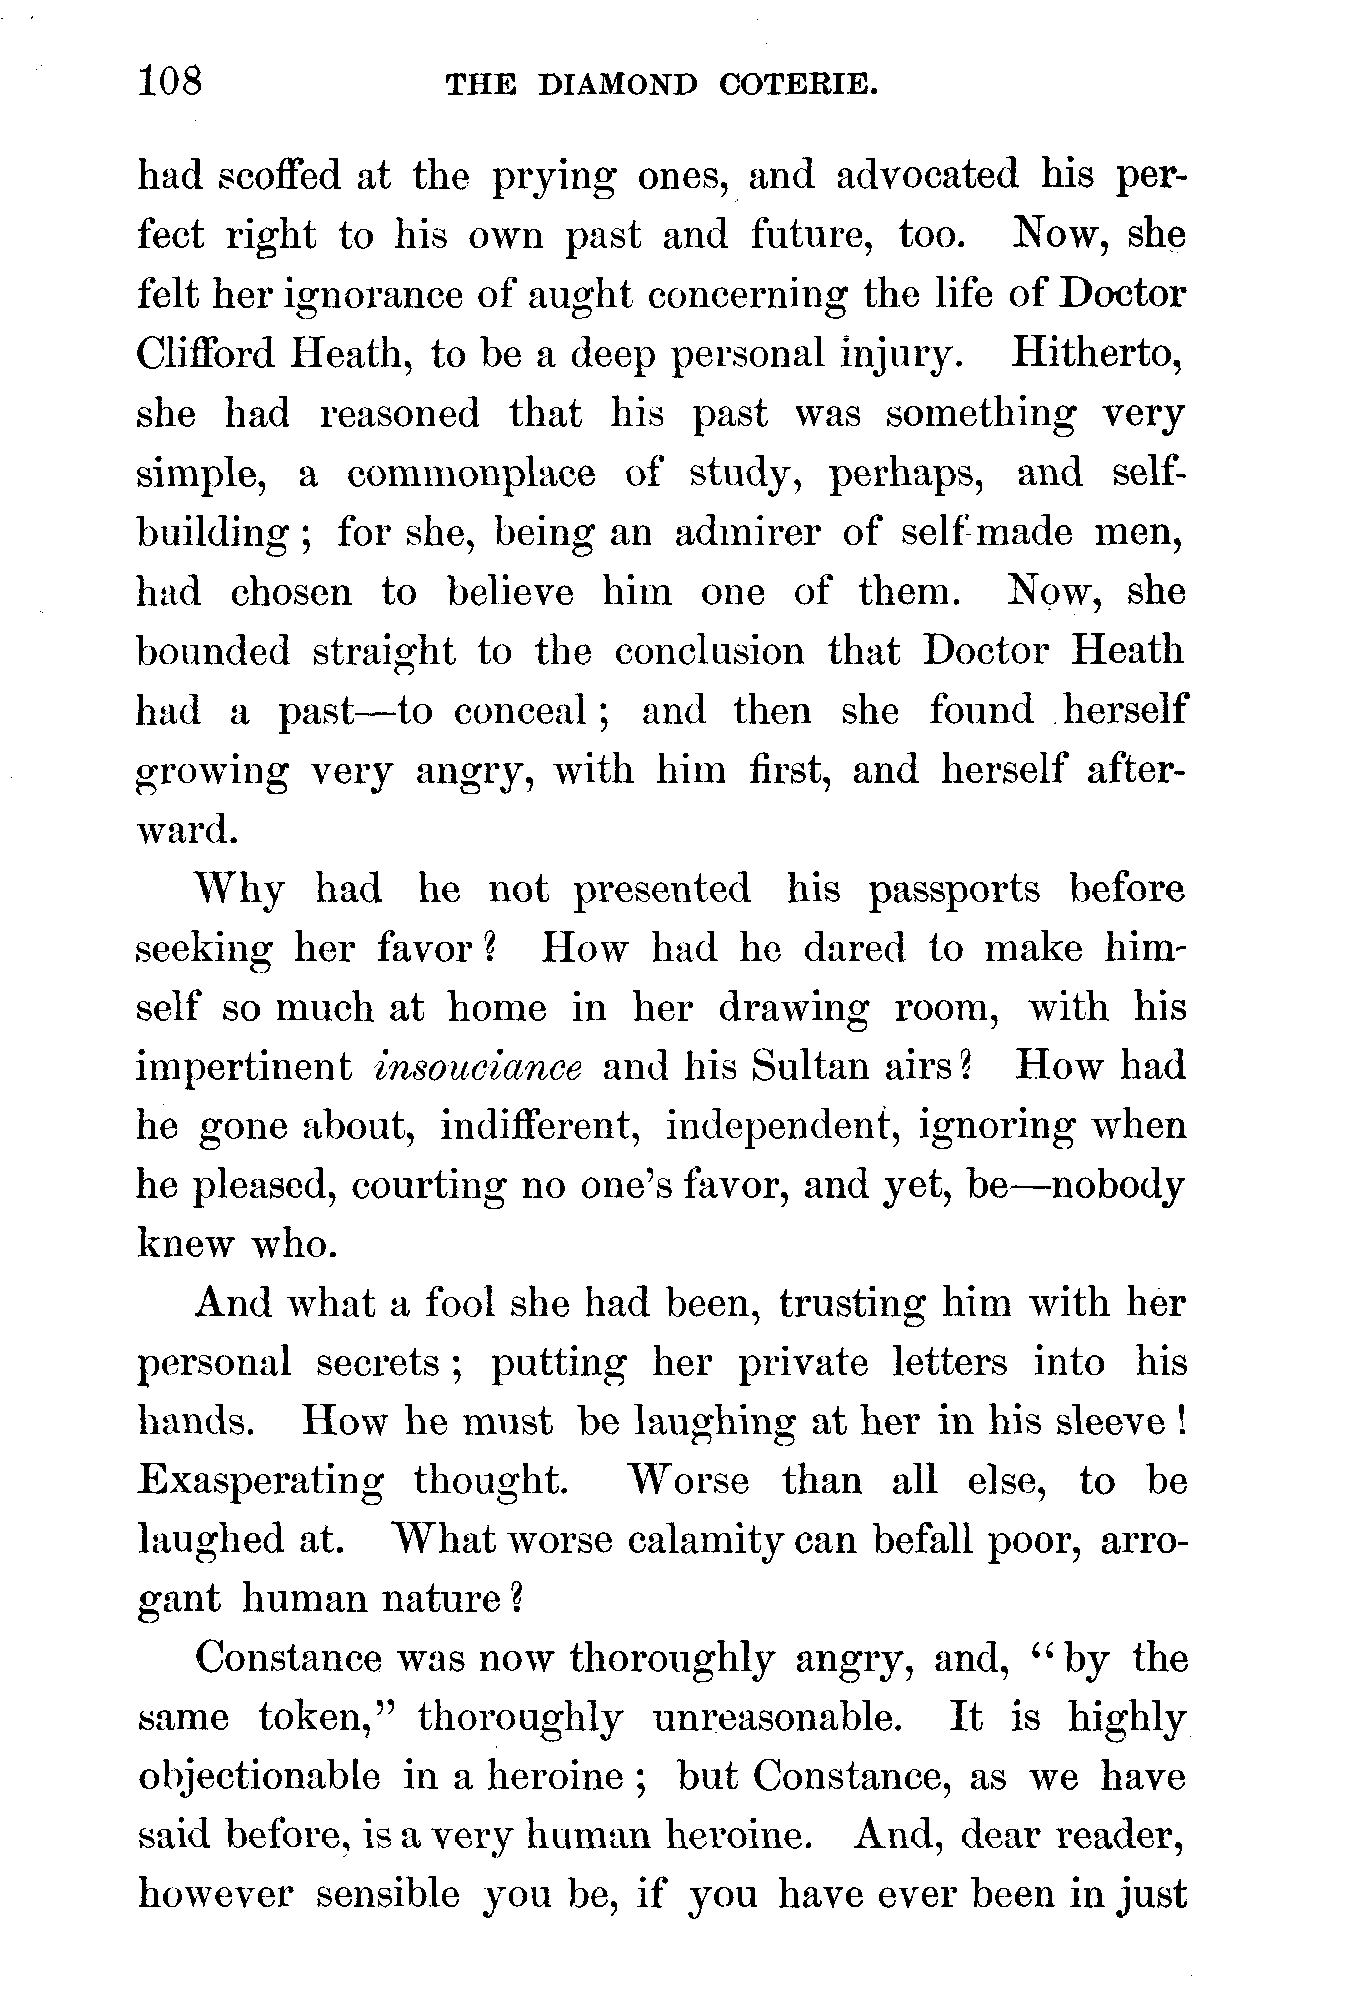 108 THE DIAMOND COTERIE.
had scoffed at the prying ones, and advocated his per-
fect right to his own past and future, too. Now, she
felt her ignorance of aught concerning the life of Doctor
Clifford Heath, to be a deep personal injury. Hitherto,
she had reasoned that his past was something very
simple, a commonplace of study, perhaps, and self-
building; for she, being an admirer of self-made men,
had chosen to believe him one of them. Now, she
bounded straight to the conclusion that Doctor Heath
had a past—to conceal; and then she found herself
growing very angry, with him first, and herself after-
ward.
Why had he not presented his passports before
seeking her favor? How had he dared to make him-
self so much at home in her drawing room, with his
impertinent insouciance and his Sultan airs? How had
he gone about, indifferent, independent, ignoring when
he pleased, courting no one's favor, and yet, be—nobody
knew who.
And what a fool she had been, trusting him with her
personal secrets; putting her private letters into his
hands. How he must be laughing at her in his sleeve!
Exasperating thought. Worse than all else, to be
laughed at. What worse calamity can befall poor, arro-
gant human nature?
Constance was now thoroughly angry, and, "by the
same token," thoroughly unreasonable. It is highly
objectionable in a heroine; but Constance, as we have
said before, is a very human heroine. And, dear reader,
however sensible you be, if you have ever been in just